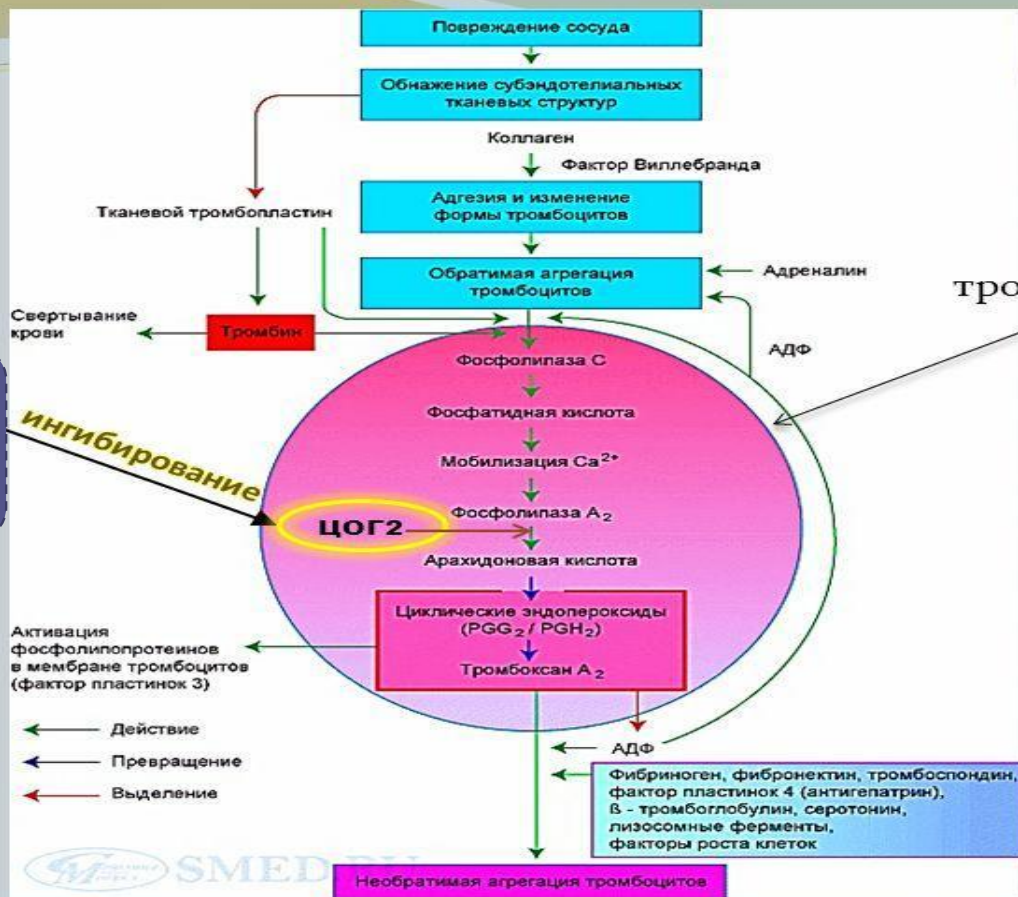 Повреждение сосуда
Обнажение субэндотелиальных
тканевых структур
Коллаген
Фактор Виллебранда
Адгезия и изменение
формы тромбоцитов
Тканевой тромбопластин
Обратимая агрегация
тромбоцитов
Адреналин
тро
Свертывание
крови
Тромбин
АДФ
Фосфолипаза С
Фосфатидная кислота
Мобилизация Ca²⁺
ингибирование
Фосфолипаза А₂
ЦОГ2
Арахидоновая кислота
Циклические эндопероксиды
(PGG₂ / PGH₂)
Тромбоксан А₂
Активация
фосфолипопротеинов
в мембране тромбоцитов
(фактор пластинок 3)
Действие
Превращение
Выделение
АДФ
Фибриноген, фибронектин, тромбоспондин,
фактор пластинок 4 (антигепатрин),
ß - тромбоглобулин, серотонин,
лизосомные ферменты,
факторы роста клеток
SMED.RU
Необратимая агрегация тромбоцитов